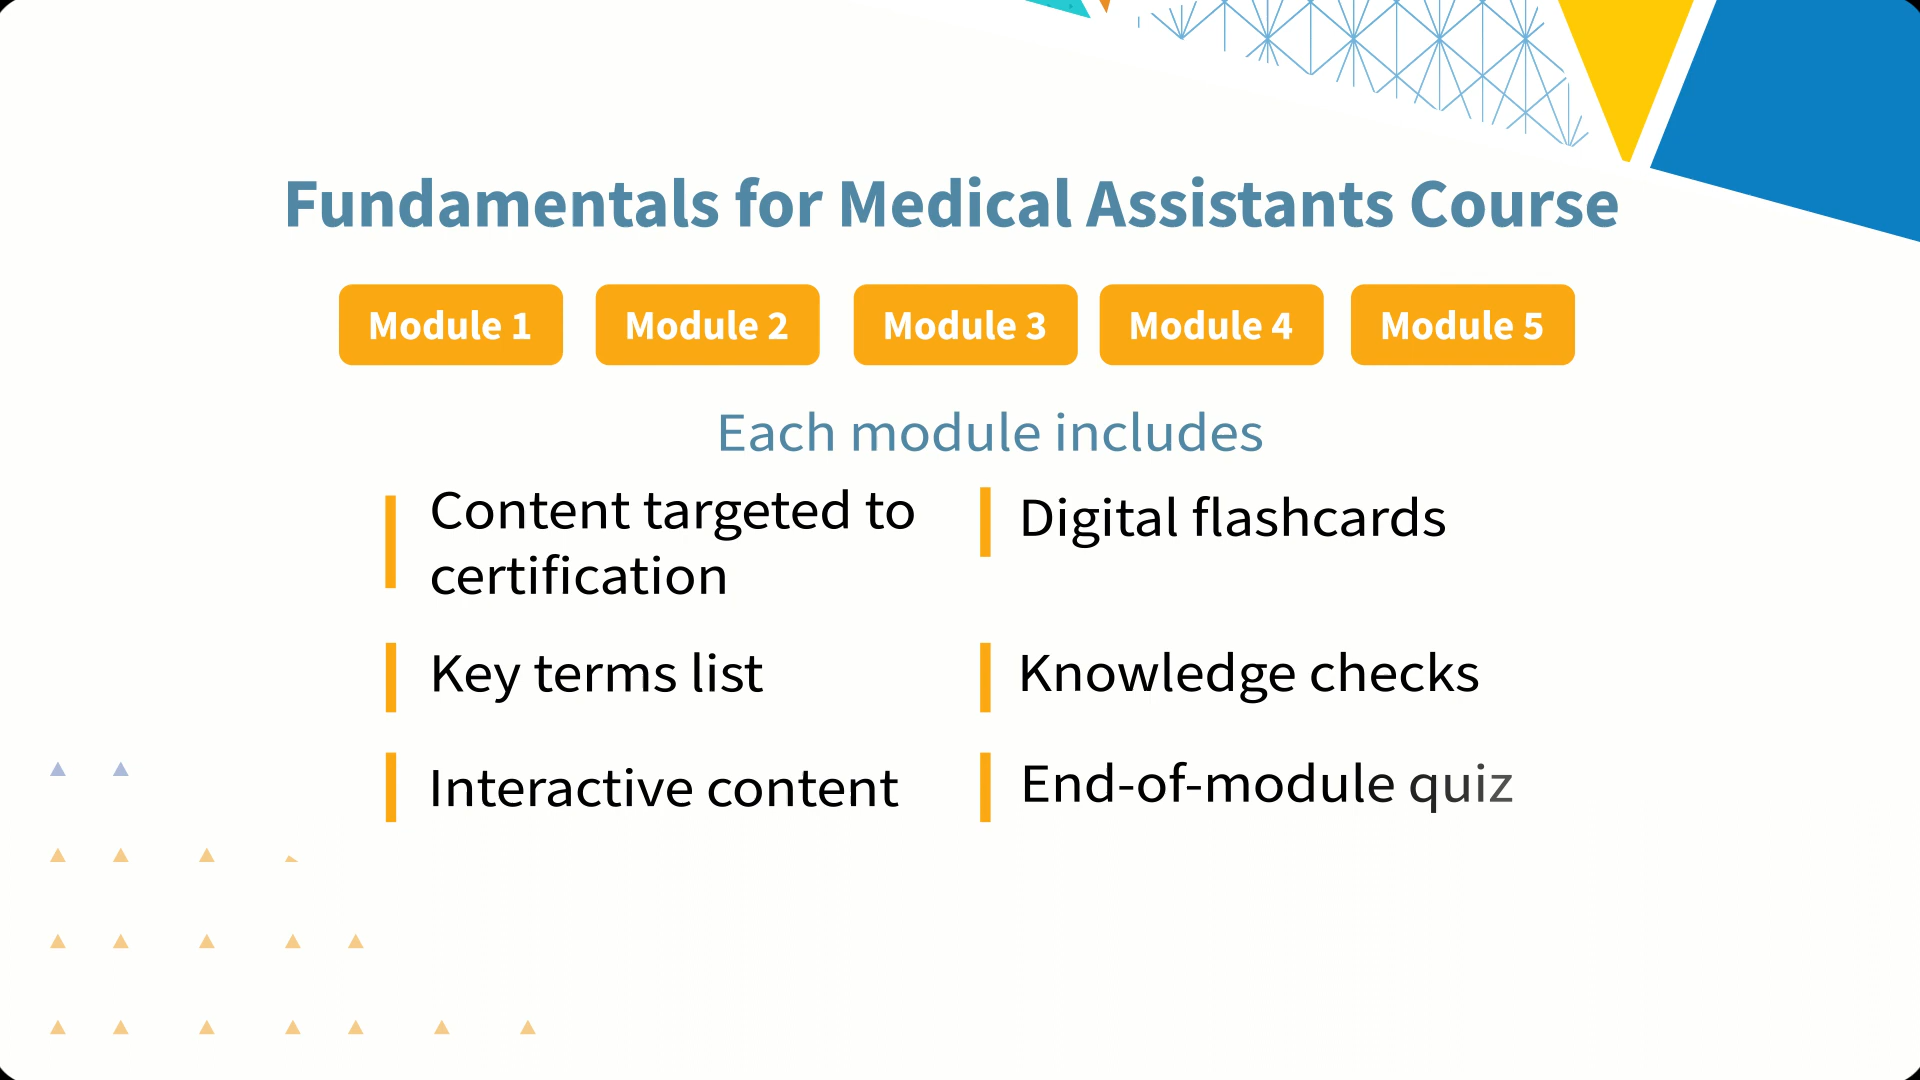 Fundamentals for Medical Assistants Course
Module 1
Module 2
Module 3
Module 4
Module 5
Each module includes
Content targeted to
certification
Key terms list
Interactive content
Digital flashcards
Knowledge checks
End-of-module quiz